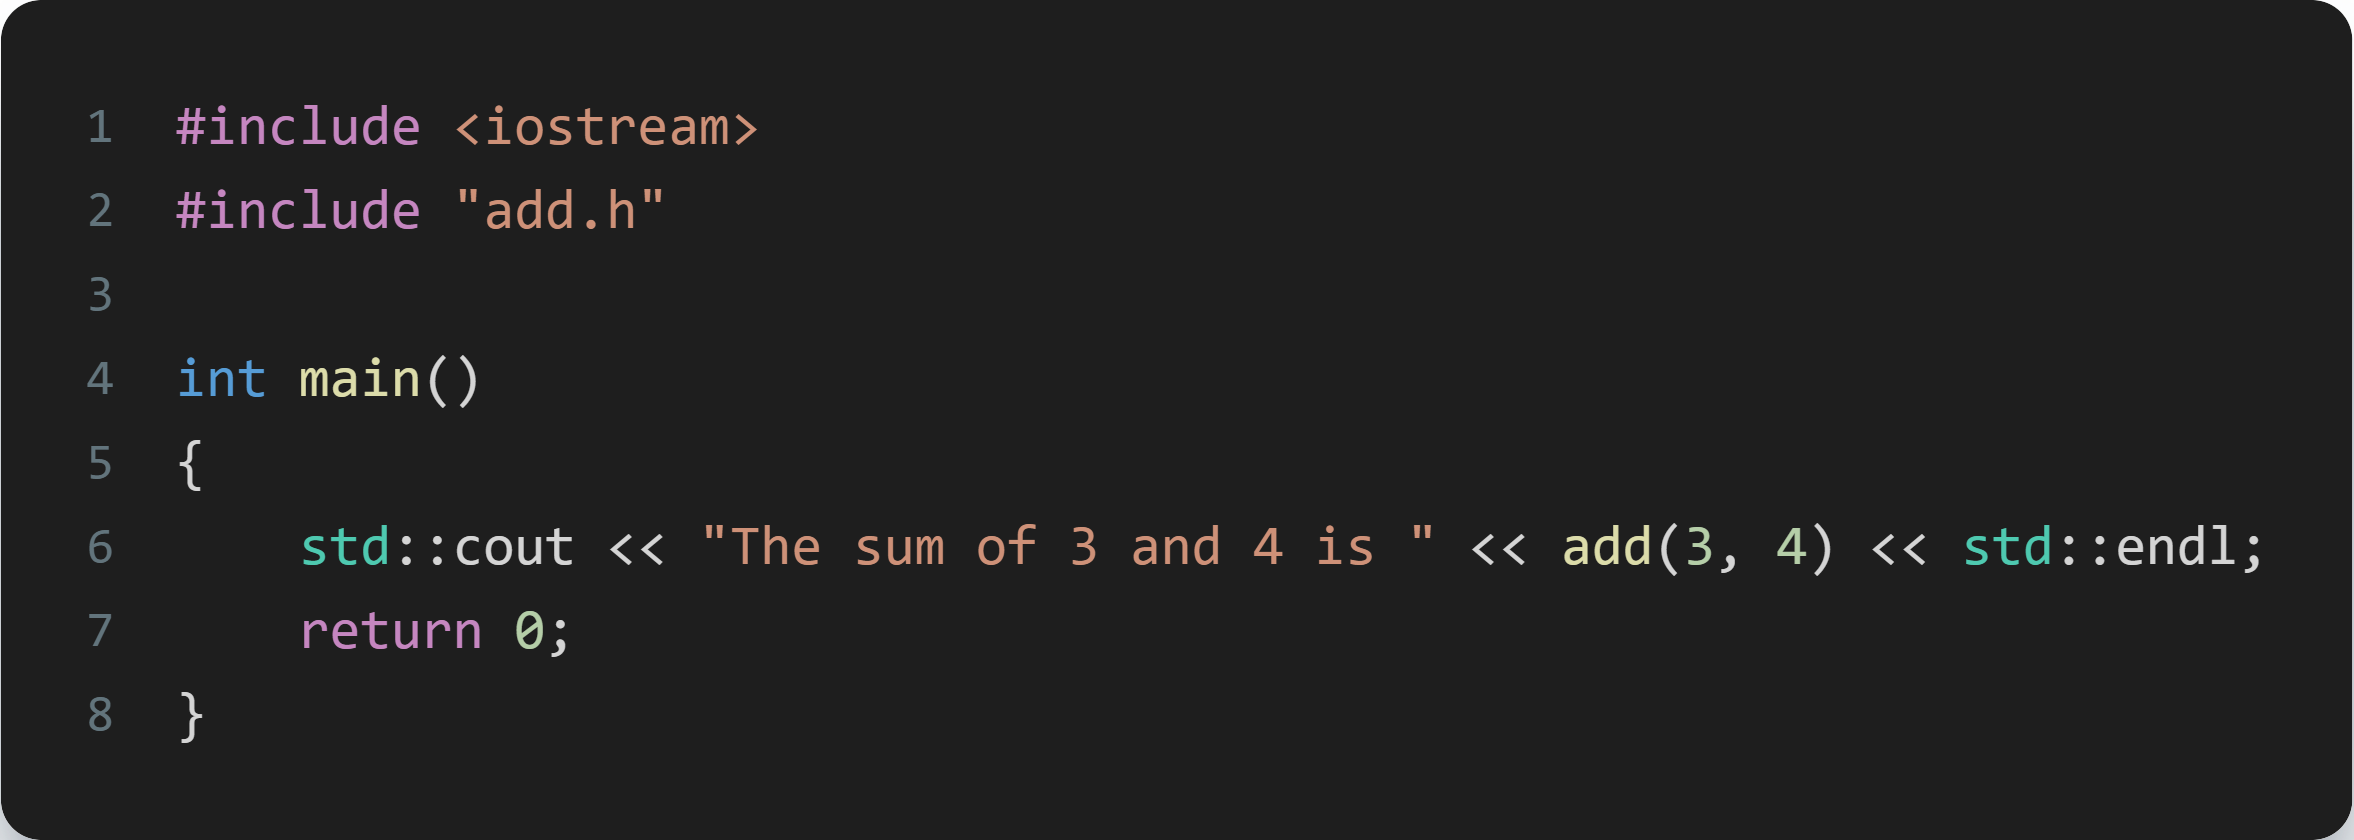 1 #include <iostream>
2 #include "add.h"
3
4 int main()
5 {
6     std::cout << "The sum of 3 and 4 is " << add(3, 4) << std::endl;
7     return 0;
8 }